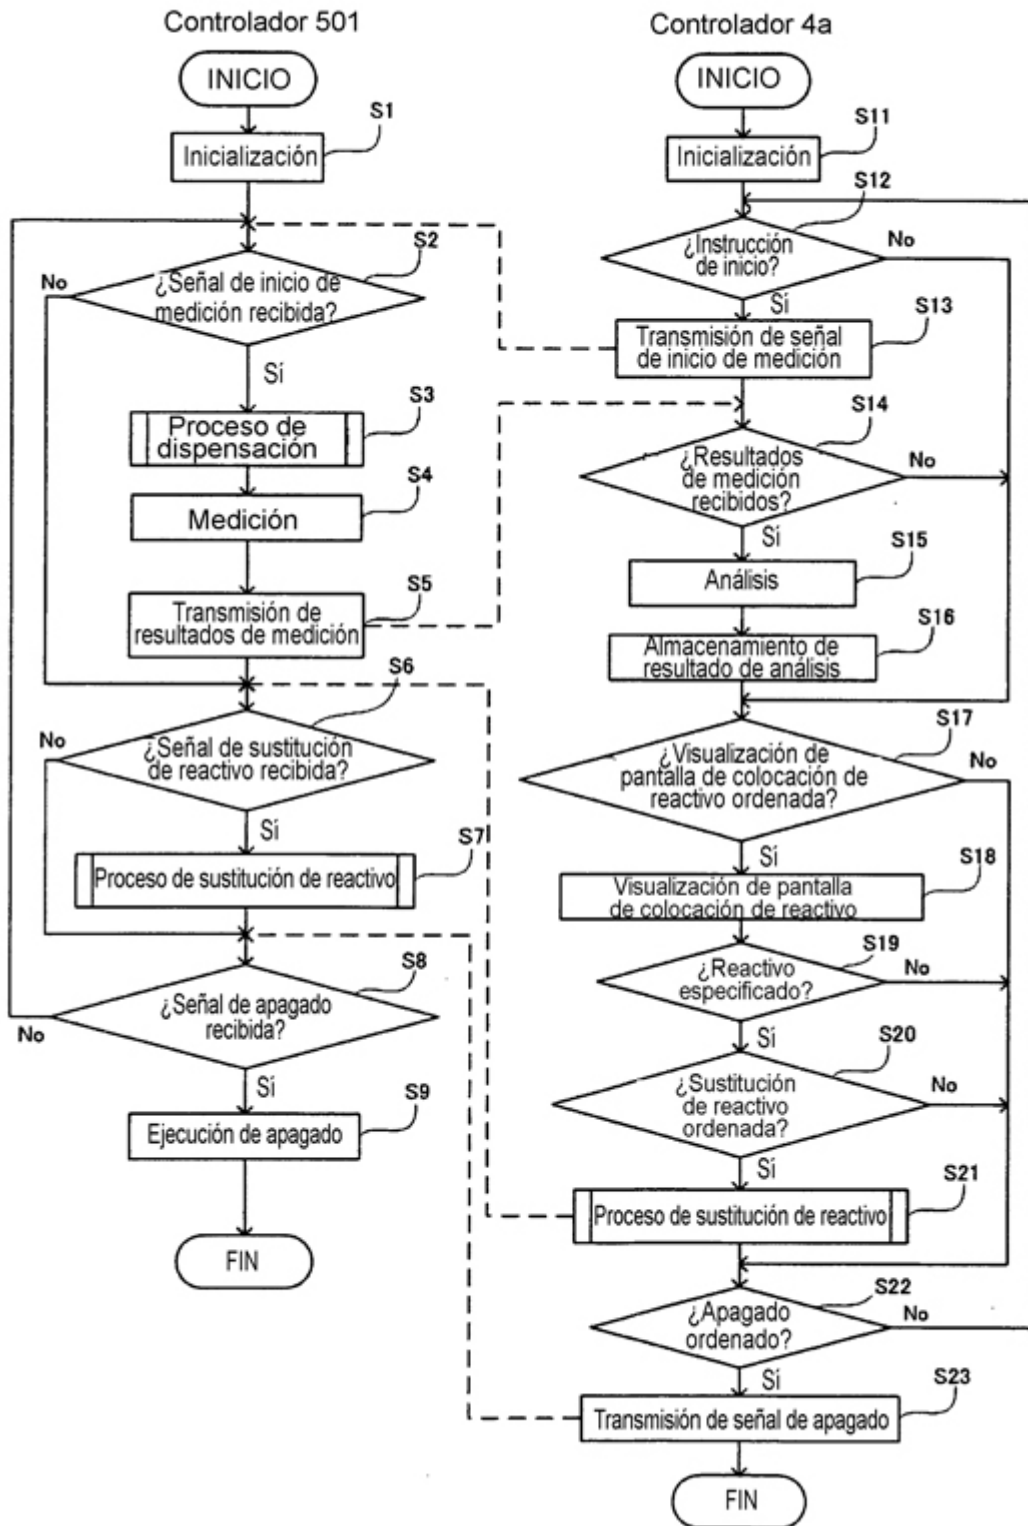 Controlador 501
INICIO
S1
Inicialización
S2
¿Señal de inicio de
medición recibida?
No
Sí
S3
Proceso de
dispensación
S4
Medición
S5
Transmisión de
resultados de medición
S6
No
¿Señal de sustitución
de reactivo recibida?
Sí
S7
Proceso de sustitución de reactivo
S8
¿Señal de apagado
recibida?
No
Sí
S9
Ejecución de apagado
FIN
Controlador 4a
INICIO
S11
Inicialización
S12
¿Instrucción
de inicio?
No
Sí
S13
Transmisión de señal
de inicio de medición
S14
¿Resultados
de medición
recibidos?
No
Sí
S15
Análisis
S16
Almacenamiento de
resultado de análisis
S17
¿Visualización de
pantalla de colocación de
reactivo ordenada?
No
Sí
S18
Visualización de pantalla
de colocación de reactivo
S19
¿Reactivo
especificado?
No
Sí
S20
¿Sustitución
de reactivo
ordenada?
No
Sí
S21
Proceso de sustitución de reactivo
S22
¿Apagado
ordenado?
No
Sí
S23
Transmisión de señal de apagado
FIN